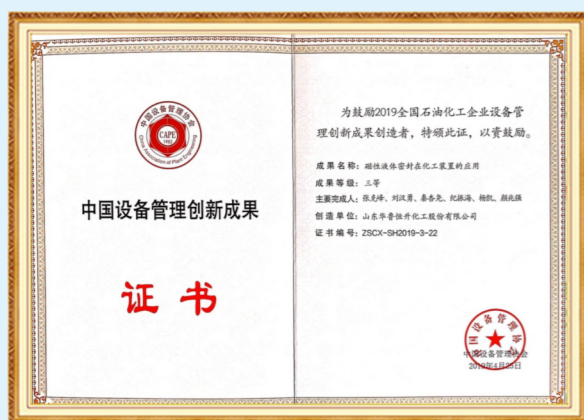 中国设备管理协会
CAPE
1982
China Association of Plant Engineering
中国设备管理创新成果
证书
为鼓励2019全国石油化工企业设备管
理创新成果创造者，特颁此证，以资鼓励。
成果名称：磁性液体密封在化工装置的应用
成果等级：三等
主要完成人：张克峰、刘汉勇、秦杏尧、纪振海、杨凯、颜兆强
创造单位：山东华鲁恒升化工股份有限公司
证书编号：ZSCX-SH2019-3-22
中国设备管理协会
中国设备管理协会
2019年4月25日